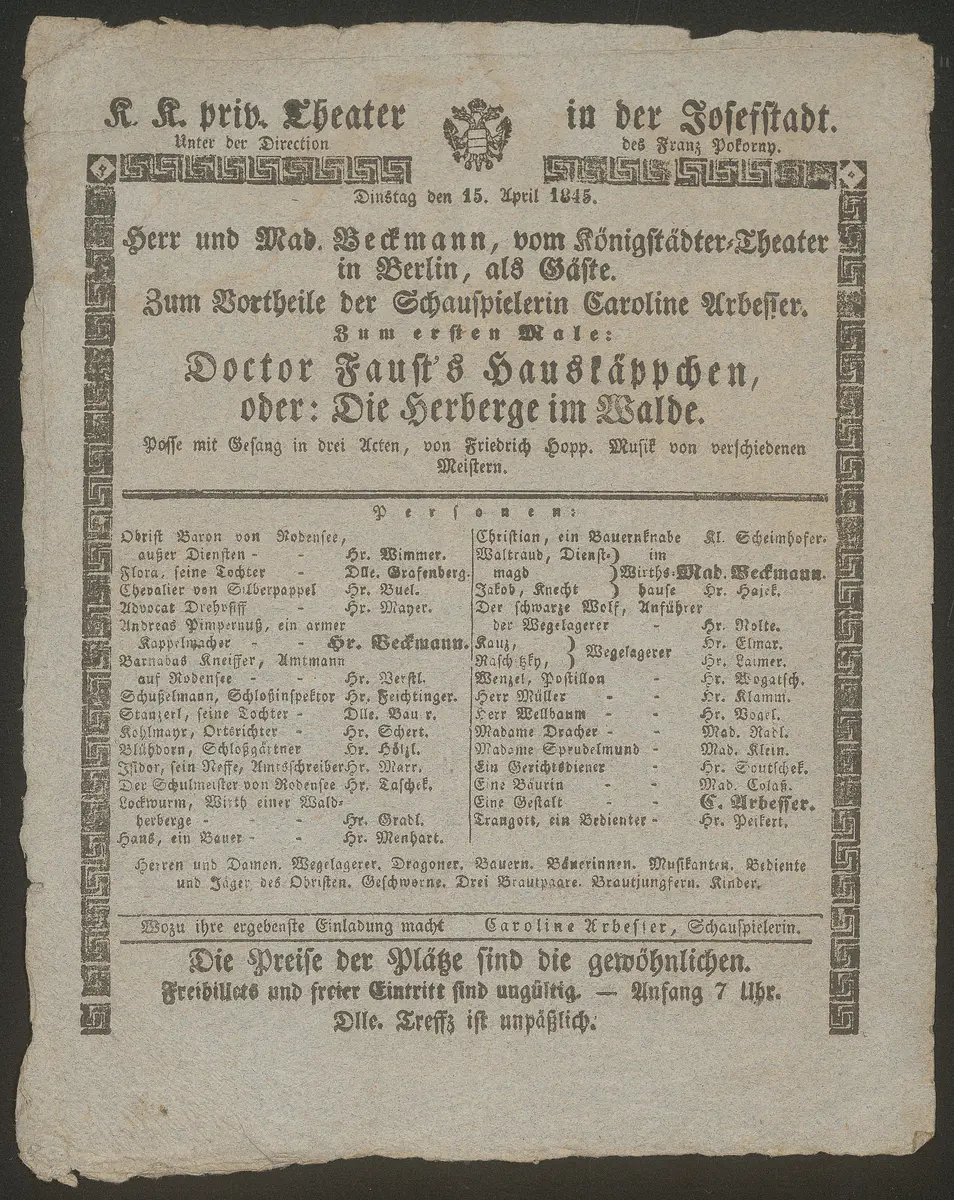 K. K. priv. Theater in der Josefstadt.
Unter der Direction des Franz Pokorny.
Dinstag den 15. April 1845.
Herr und Mad. Beckmann, vom Königstädter-Theater
in Berlin, als Gäste.
Zum Vortheile der Schauspielerin Caroline Arbesser.
Zum ersten Male:
Doctor Faust's Hauskäppchen,
oder: Die Herberge im Walde.
Posse mit Gesang in drei Acten, von Friedrich Hopp. Musik von verschiedenen
Meistern.
Personen:
Obrist Baron von Rodensee,
außer Diensten - - Hr. Wimmer.
Flora, seine Tochter - Dlle. Grafenberg.
Chevalier von Silberpappel Hr. Buel.
Advocat Drehpfiff - Hr. Mayer.
Andreas Pimpernuß, ein armer
Kappelmacher - - Hr. Beckmann.
Barnabas Kneiffer, Amtmann
auf Rodensee - - Hr. Verstl.
Schußelmann, Schloßinspektor Hr. Feichtinger.
Stanzerl, seine Tochter - Dlle. Bau r.
Kohlmayr, Ortsrichter - Hr. Schert.
Blühdorn, Schloßgärtner Hr. Hölzl.
Isidor, sein Neffe, Amtsschreiber Hr. Marr.
Der Schulmeister von Rodensee Hr. Taschek.
Lockwurm, Wirth einer Wald-
herberge - - - Hr. Gradl.
Hans, ein Bauer - - Hr. Menhart.
Christian, ein Bauernknabe Kl. Scheimhofer.
Waltraud, Dienst-) im
magd ) Wirths- Mad. Beckmann.
Jakob, Knecht ) hause Hr. Hajek.
Der schwarze Wolf, Anführer
der Wegelagerer - Hr. Nolte.
Kauz, ) Hr. Elmar.
Raschitzky, ) Wegelagerer Hr. Laimer.
Wenzel, Postillon - Hr. Wogatsch.
Herr Müller - - Hr. Klamm.
Herr Wellbaum - - Hr. Vogel.
Madame Dracher - - Mad. Radl.
Madame Sprudelmund - Mad. Klein.
Ein Gerichtsdiener - Hr. Soutschek.
Eine Bäurin - - Mad. Colaß.
Eine Gestalt - - C. Arbesser.
Trangott, ein Bedienter - Hr. Peikert.
Herren und Damen. Wegelagerer. Dragoner. Bauern. Bäuerinnen. Musikanten. Bediente
und Jäger des Obristen. Geschworne. Drei Brautpaare. Brautjungfern. Kinder.
Wozu ihre ergebenste Einladung macht Caroline Arbesser, Schauspielerin.
Die Preise der Plätze sind die gewöhnlichen.
Freibillets und freier Eintritt sind ungültig. — Anfang 7 Uhr.
Dlle. Treffz ist unpäßlich.